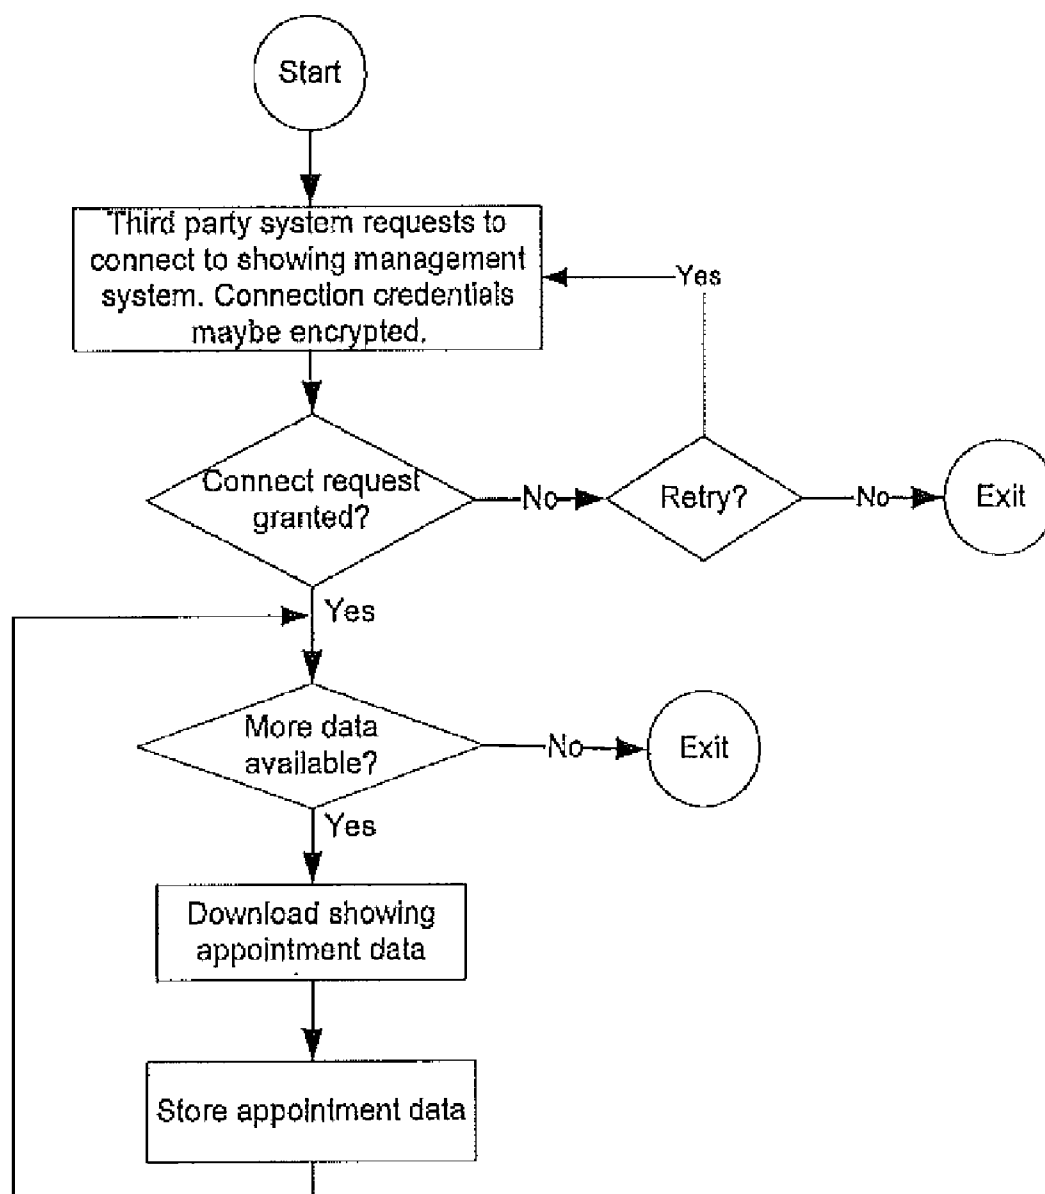 Start
Third party system requests to
connect to showing management
system. Connection credentials
maybe encrypted.
Yes
Connect request
granted?
No
Retry?
No
Exit
Yes
More data
available?
No
Exit
Yes
Download showing
appointment data
Store appointment data